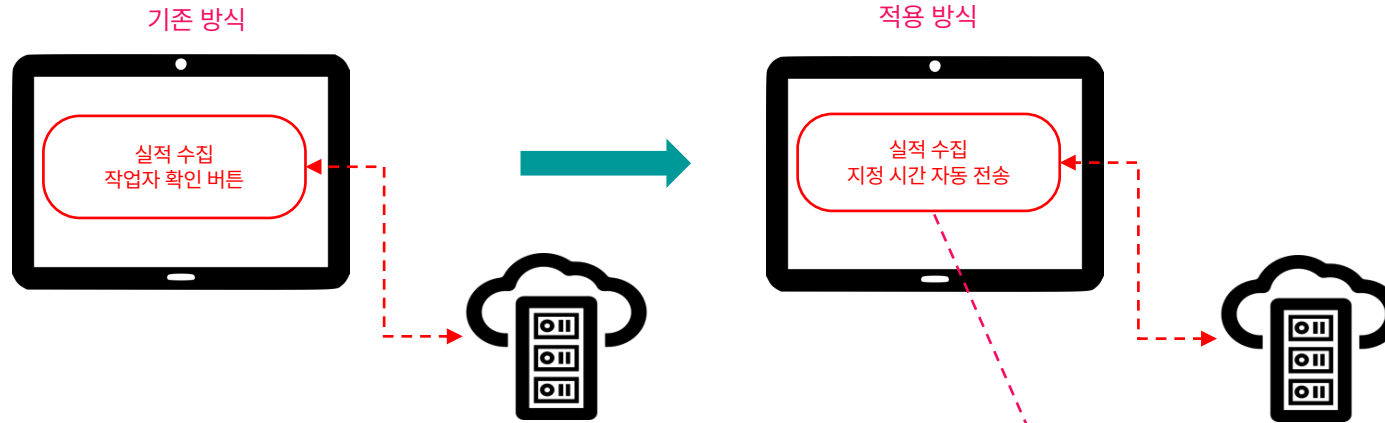 기존 방식
적용 방식
실적 수집
작업자 확인 버튼
실적 수집
지정 시간 자동 전송